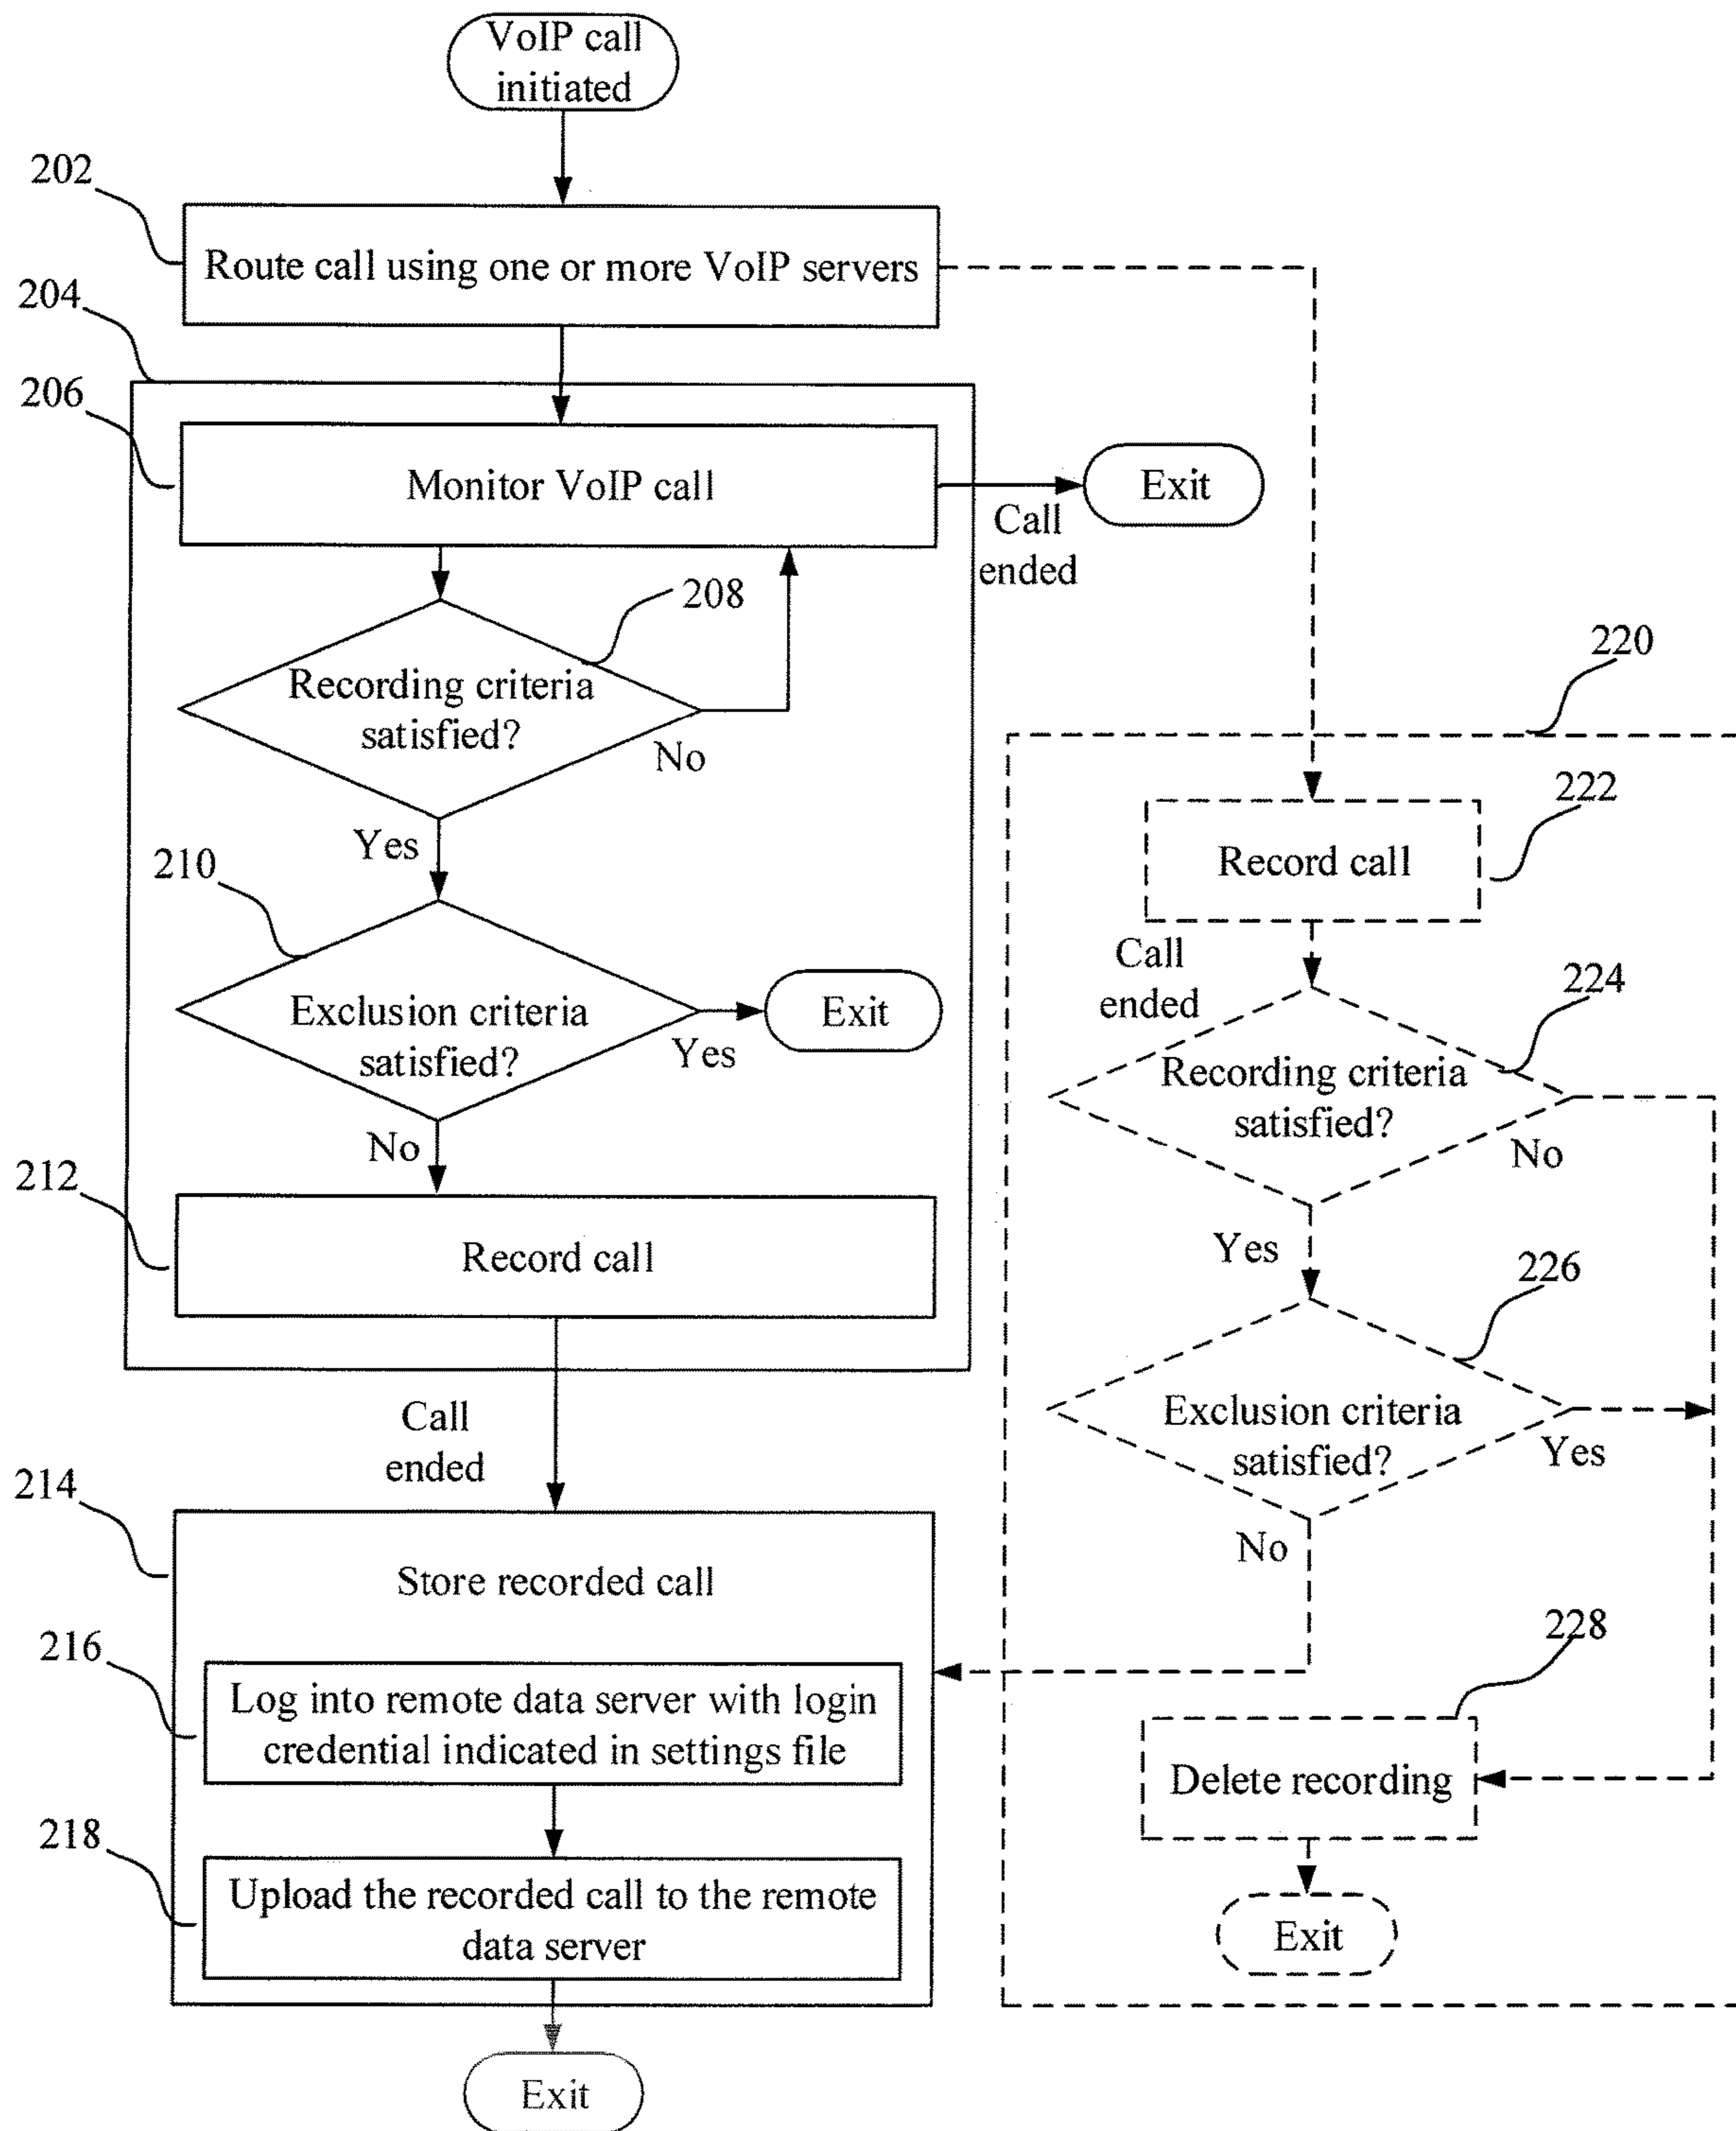 VoIP call
initiated
202
Route call using one or more VoIP servers
204
206
Monitor VoIP call
Exit
Call
ended
208
Recording criteria
satisfied?
No
Yes
210
Exclusion criteria
satisfied?
Exit
Yes
No
212
Record call
Call
ended
214
Store recorded call
216
Log into remote data server with login
credential indicated in settings file
218
Upload the recorded call to the remote
data server
Exit
220
222
Record call
Call
ended
224
Recording criteria
satisfied?
No
Yes
226
Exclusion criteria
satisfied?
Yes
No
228
Delete recording
Exit